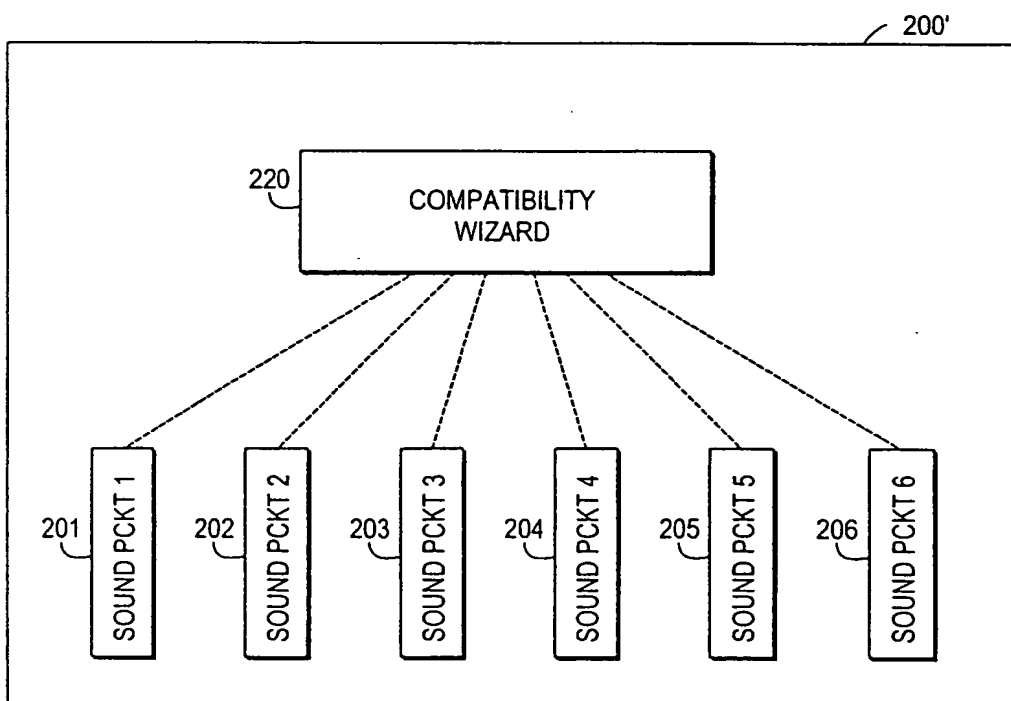 200'
220
COMPATIBILITY
WIZARD
201
SOUND PCKT 1
202
SOUND PCKT 2
203
SOUND PCKT 3
204
SOUND PCKT 4
205
SOUND PCKT 5
206
SOUND PCKT 6